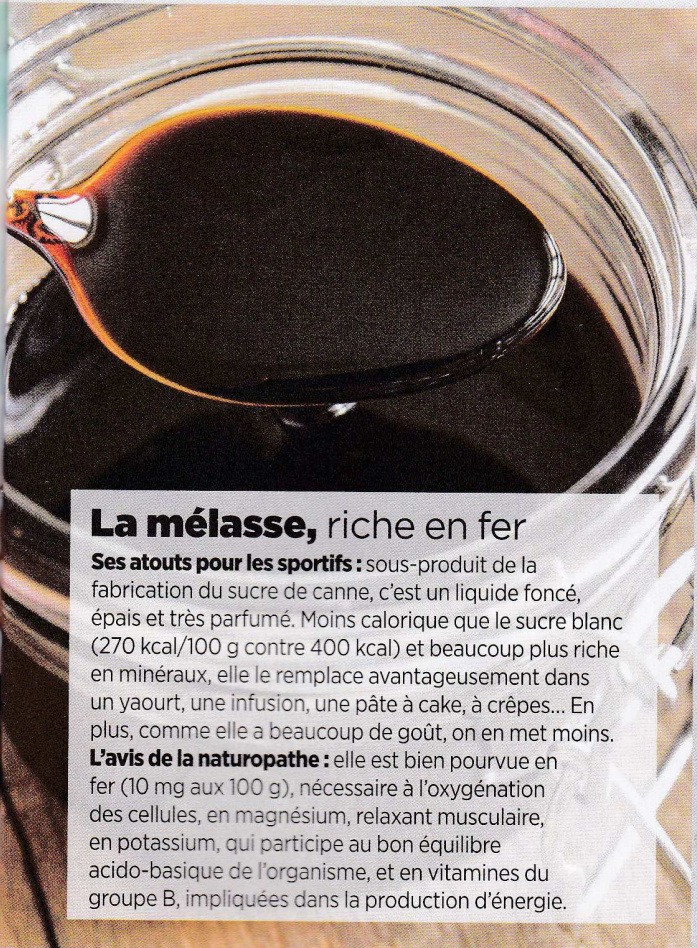 La mélasse, riche en fer
Ses atouts pour les sportifs : sous-produit de la
fabrication du sucre de canne, c'est un liquide foncé,
épais et très parfumé. Moins calorique que le sucre blanc
(270 kcal/100 g contre 400 kcal) et beaucoup plus riche
en minéraux, elle le remplace avantageusement dans
un yaourt, une infusion, une pâte à cake, à crêpes... En
plus, comme elle a beaucoup de goût, on en met moins.
L'avis de la naturopathe : elle est bien pourvue en
fer (10 mg aux 100 g), nécessaire à l'oxygénation
des cellules, en magnésium, relaxant musculaire,
en potassium, qui participe au bon équilibre
acido-basique de l'organisme, et en vitamines du
groupe B, impliquées dans la production d'énergie.